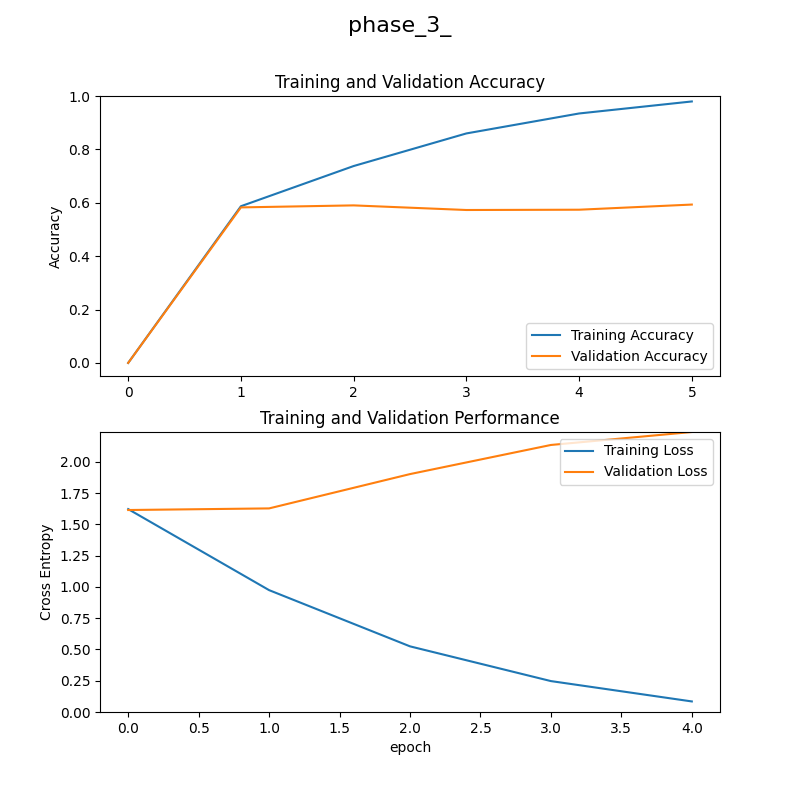 phase_3_
Training and Validation Accuracy
1.0
0.8
0.6
0.4
0.2
0.0
Accuracy
Training Accuracy
Validation Accuracy
0 1 2 3 4 5
Training and Validation Performance
2.00
1.75
1.50
1.25
1.00
0.75
0.50
0.25
0.00
Cross Entropy
Training Loss
Validation Loss
0.0 0.5 1.0 1.5 2.0 2.5 3.0 3.5 4.0
epoch